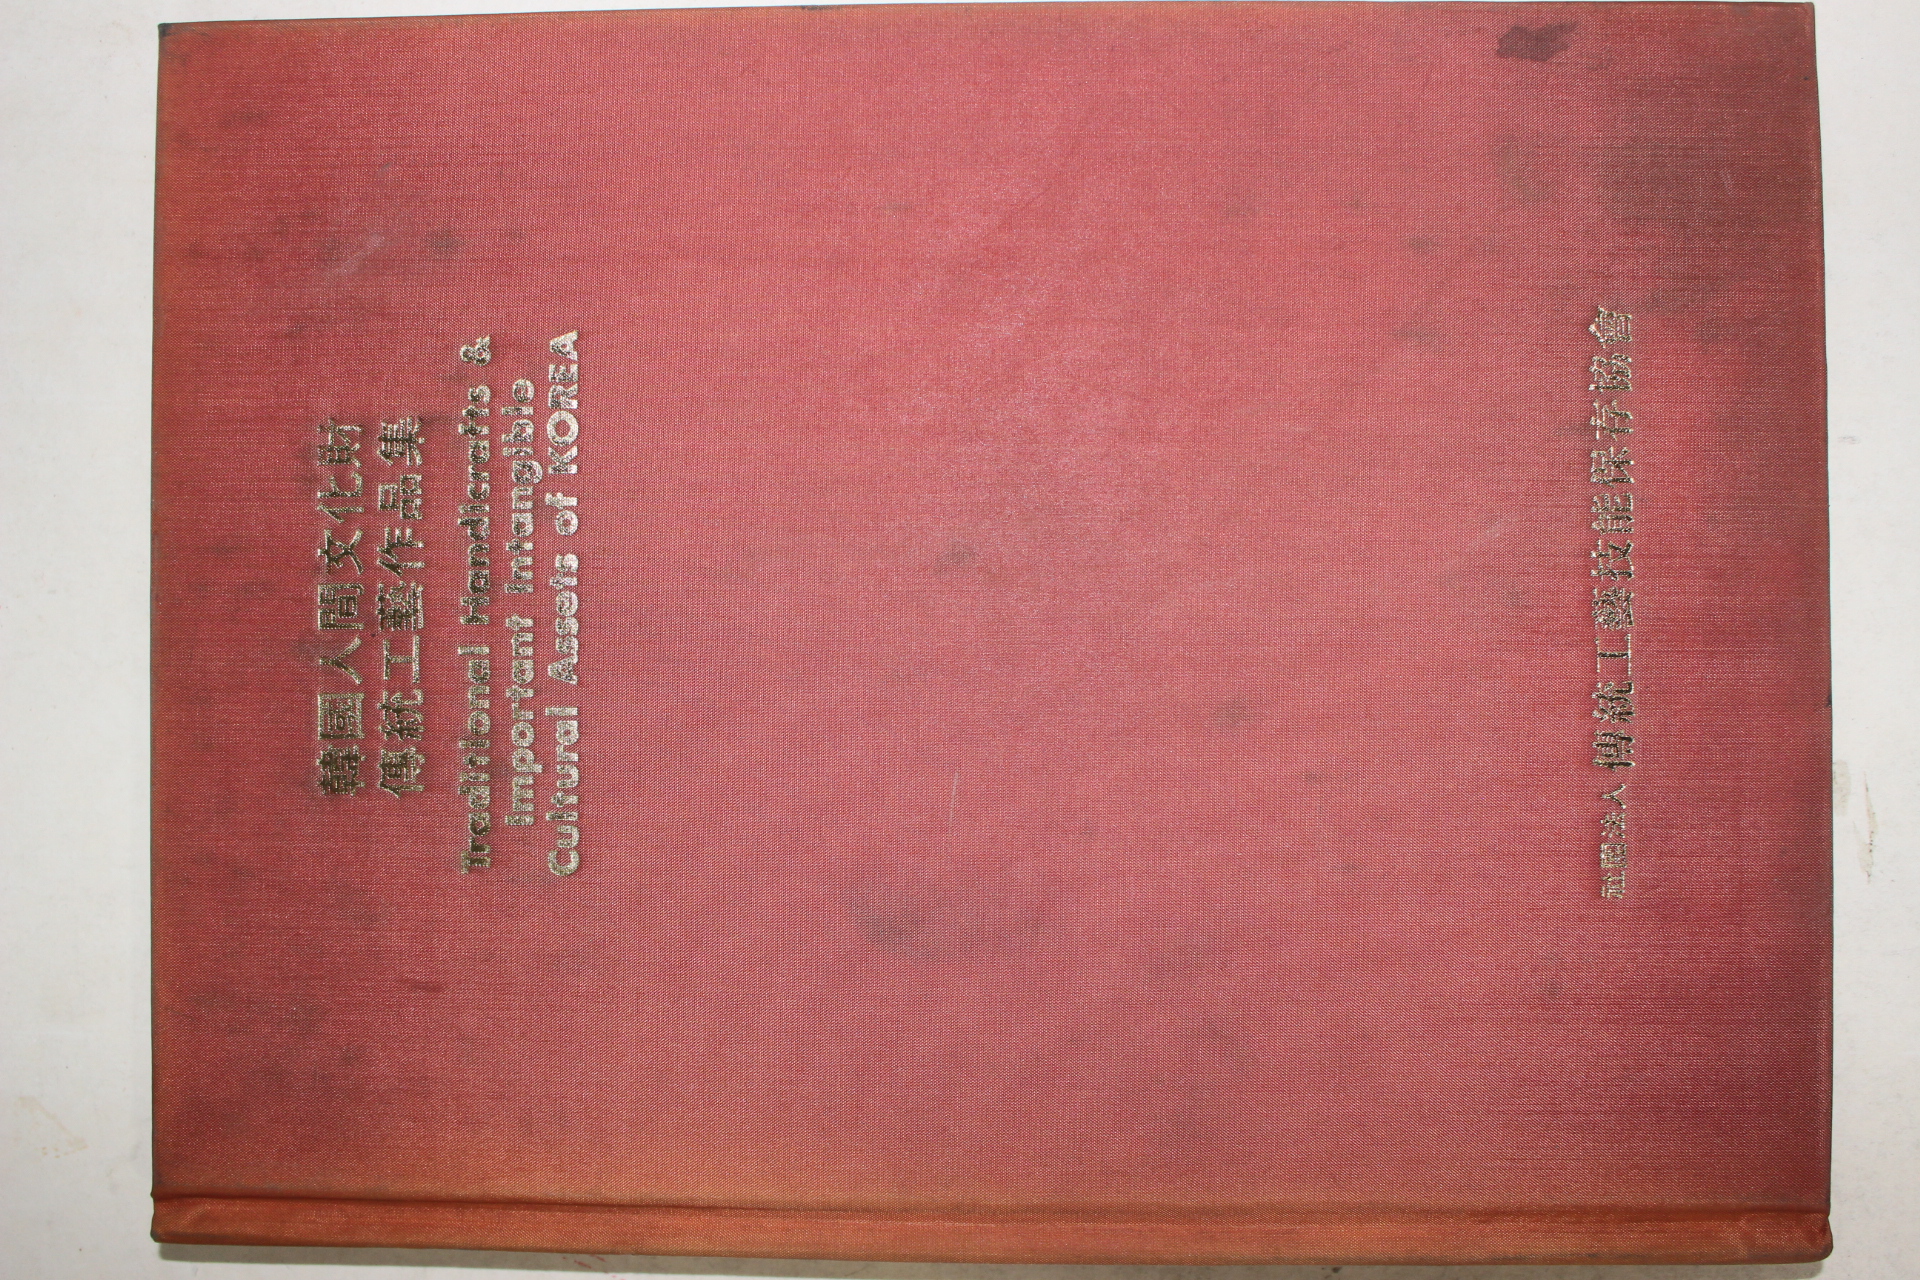 韓國人間文化財
傳統工藝作品集
Traditional Handicrafts &
Important Intangible
Cultural Assets of KOREA
社團法人 傳統工藝技能保存協會